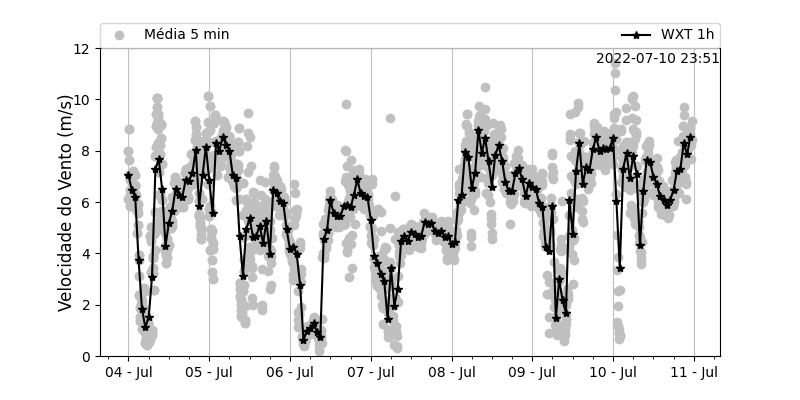 Média 5 min
WXT 1h
2022-07-10 23:51
Velocidade do Vento (m/s)
12
10
8
6
4
2
0
04 - Jul
05 - Jul
06 - Jul
07 - Jul
08 - Jul
09 - Jul
10 - Jul
11 - Jul